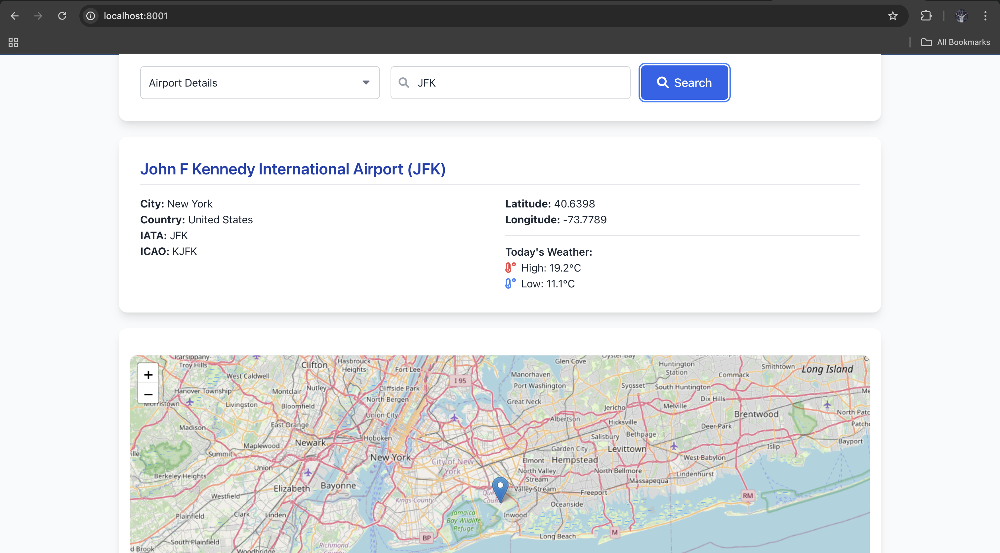 localhost:8001
All Bookmarks
Airport Details
JFK
Search
John F Kennedy International Airport (JFK)
City: New York
Country: United States
IATA: JFK
ICAO: KJFK
Latitude: 40.6398
Longitude: -73.7789
Today's Weather:
High: 19.2°C
Low: 11.1°C
+
−
Parsippany-
Troy Hills
Clifton
Hasbrouck
Heights
Fort Lee
Glen Cove
Oyster Bay
Huntington
Station
Smithtown
Long Island
West Caldwell
I 95
Manorhaven
Commack
Hanover Township
Montclair
Nutley
Cliffside Park
Port Washington
Syosset
South Huntington
North Bergen
Great Neck
Dix Hills
Morristown
Livingston
Bloomfield
Jericho
Melville
Union City
Albertson
Hicksville
Brentwood
Madison
East Orange
Deer Park
Hoboken
Salisbury
Bethpage
Maplewood
Newark
Bayport
Summit
New York
Garden City
Levittown
Islip
City of New
York
Elmont
Hempstead
West Babylon
Union
North Valley
Stream
North Bellmore
Lindenhurst
Berkeley Heights
Massapequa
Elizabeth
Bayonne
Valley Stream
Freeport
Westfield
Kings County
RM
Oceanside
Plainfield
Clark
Linden
Jamaica
Bay Wildlife
Refuge
Inwood
M
South Plainfield
BP
Long Beach
Richmond
Woodbridge